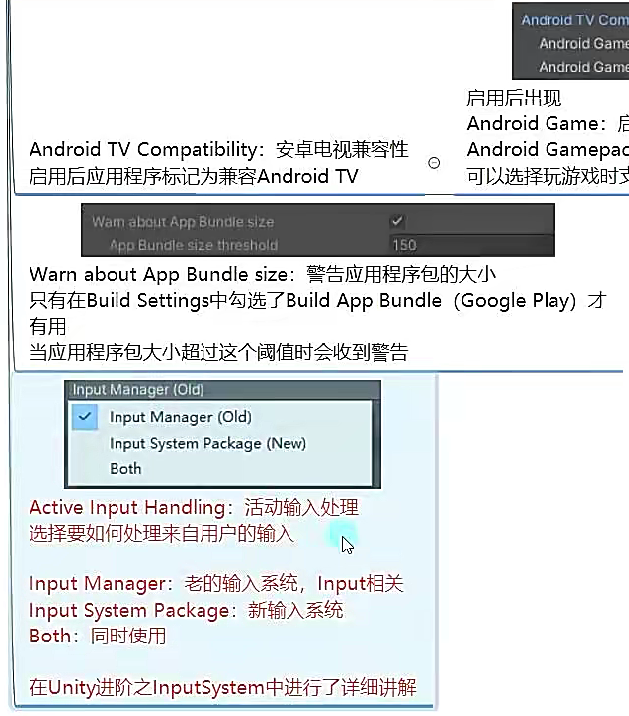 Android TV Com
Android Game
Android Game
启用后出现
Android Game：启
Android Gamepad
可以选择玩游戏时支
Android TV Compatibility：安卓电视兼容性
启用后应用程序标记为兼容Android TV
Warn about App Bundle size
App Bundle size threshold 150
Warn about App Bundle size：警告应用程序包的大小
只有在Build Settings中勾选了Build App Bundle（Google Play）才
有用
当应用程序包大小超过这个阈值时会收到警告
Input Manager (Old)
Input Manager (Old)
Input System Package (New)
Both
Active Input Handling：活动输入处理
选择要如何处理来自用户的输入
Input Manager：老的输入系统，Input相关
Input System Package：新输入系统
Both：同时使用
在Unity进阶之InputSystem中进行了详细讲解